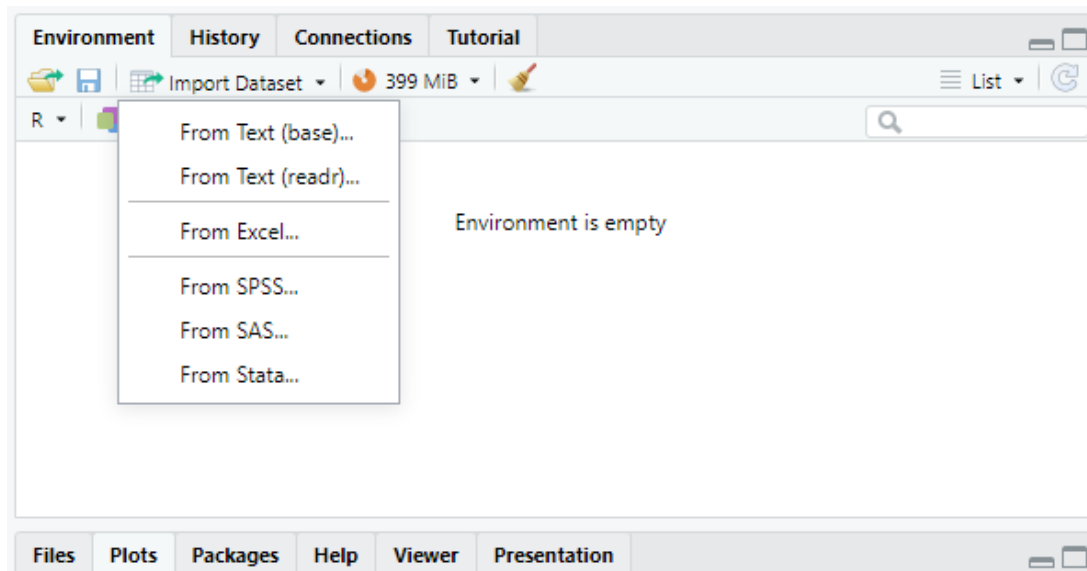 Environment History Connections Tutorial
Import Dataset 399 MiB List
R
From Text (base)...
From Text (readr)...
From Excel...
From SPSS...
From SAS...
From Stata...
Environment is empty
Files Plots Packages Help Viewer Presentation